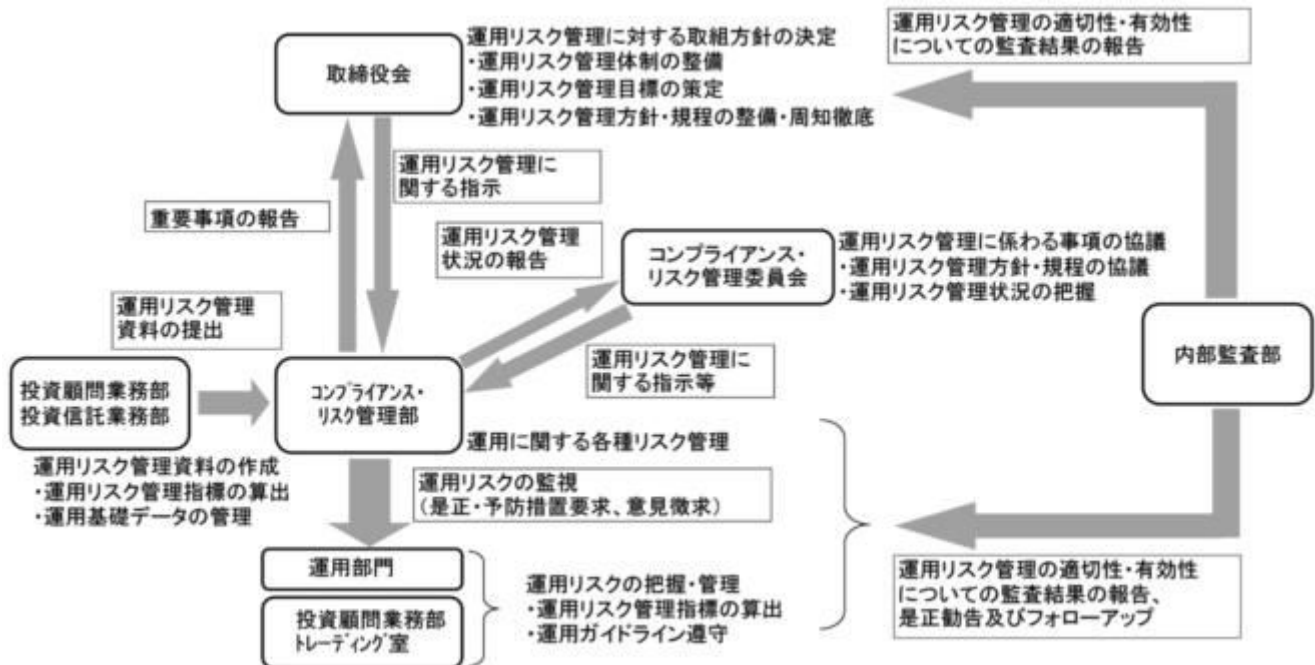 取締役会
運用リスク管理に対する取組方針の決定
・運用リスク管理体制の整備
・運用リスク管理目標の策定
・運用リスク管理方針・規程の整備・周知徹底
運用リスク管理の適切性・有効性
についての監査結果の報告
運用リスク管理に
関する指示
重要事項の報告
運用リスク管理
状況の報告
コンプライアンス・
リスク管理委員会
運用リスク管理に係わる事項の協議
・運用リスク管理方針・規程の協議
・運用リスク管理状況の把握
運用リスク管理
資料の提出
内部監査部
運用リスク管理に
関する指示等
投資顧問業務部
投資信託業務部
コンプライアンス・
リスク管理部
運用に関する各種リスク管理
運用リスク管理資料の作成
・運用リスク管理指標の算出
・運用基礎データの管理
運用リスクの監視
(是正・予防措置要求、意見徴求)
運用部門
投資顧問業務部
トレーディング室
運用リスクの把握・管理
・運用リスク管理指標の算出
・運用ガイドライン遵守
運用リスク管理の適切性・有効性
についての監査結果の報告、
是正勧告及びフォローアップ